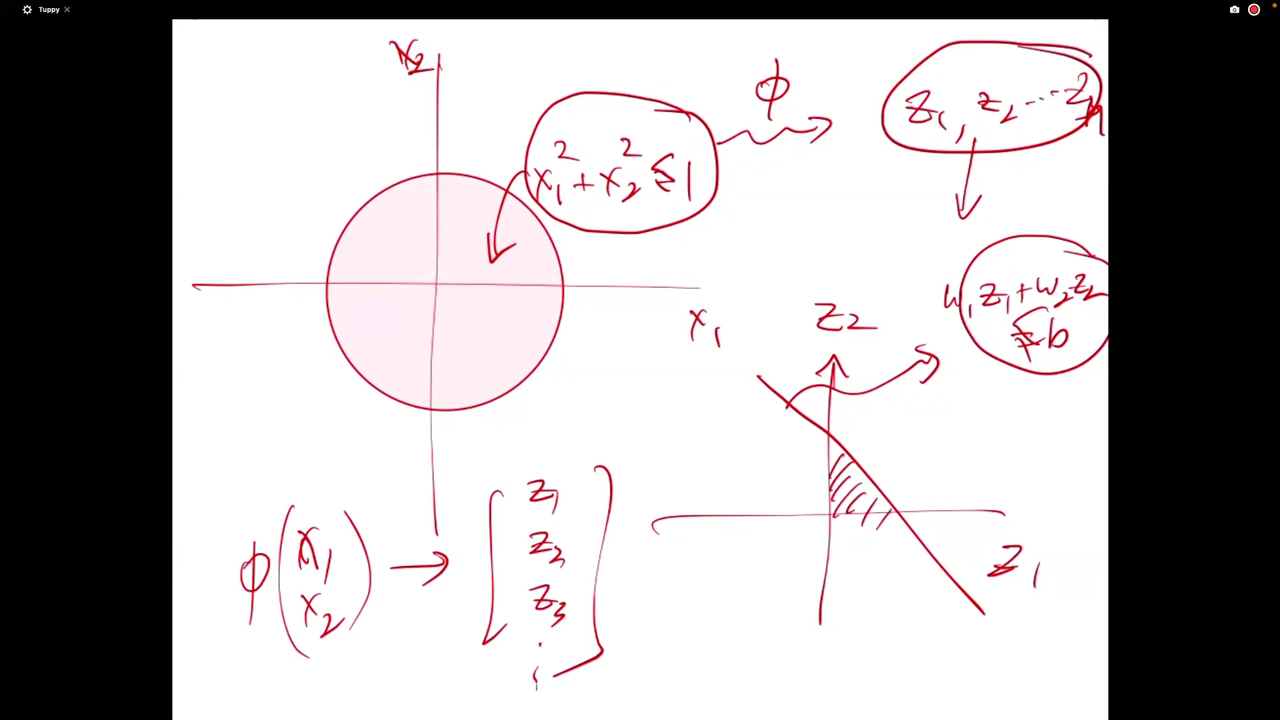 Tuppy
x₂
x₁² + x₂² ≤ 1
ϕ
z₁, z₂ ... zₙ
w₁z₁ + w₂z₂
≤ b
z₂
x₁
ϕ(x₁ x₂) → [z₁ z₂ z₃ ⋮]
z₁